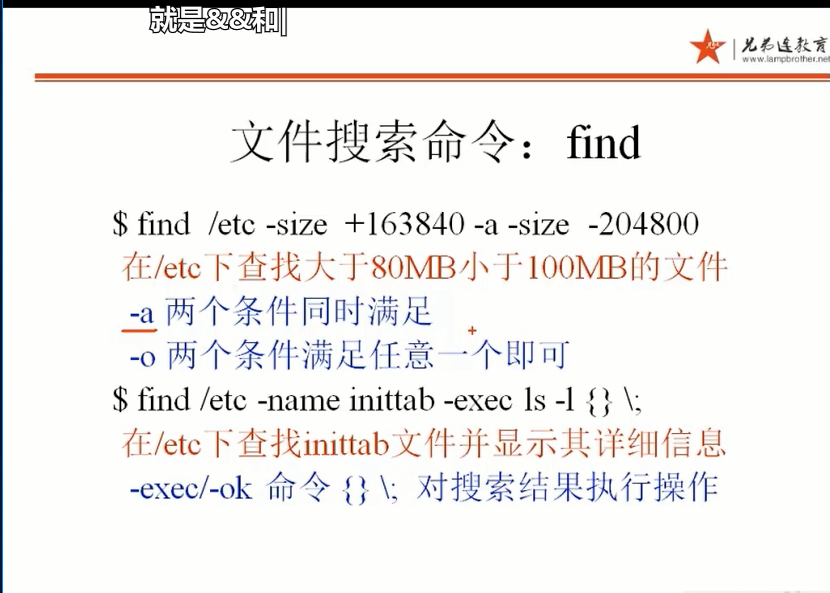 就是&&和|
兄弟连教育
www.lampbrother.net
文件搜索命令：find
$ find /etc -size +163840 -a -size -204800
在/etc下查找大于80MB小于100MB的文件
-a 两个条件同时满足
-o 两个条件满足任意一个即可
$ find /etc -name inittab -exec ls -l {} \;
在/etc下查找inittab文件并显示其详细信息
-exec/-ok 命令 {} \; 对搜索结果执行操作